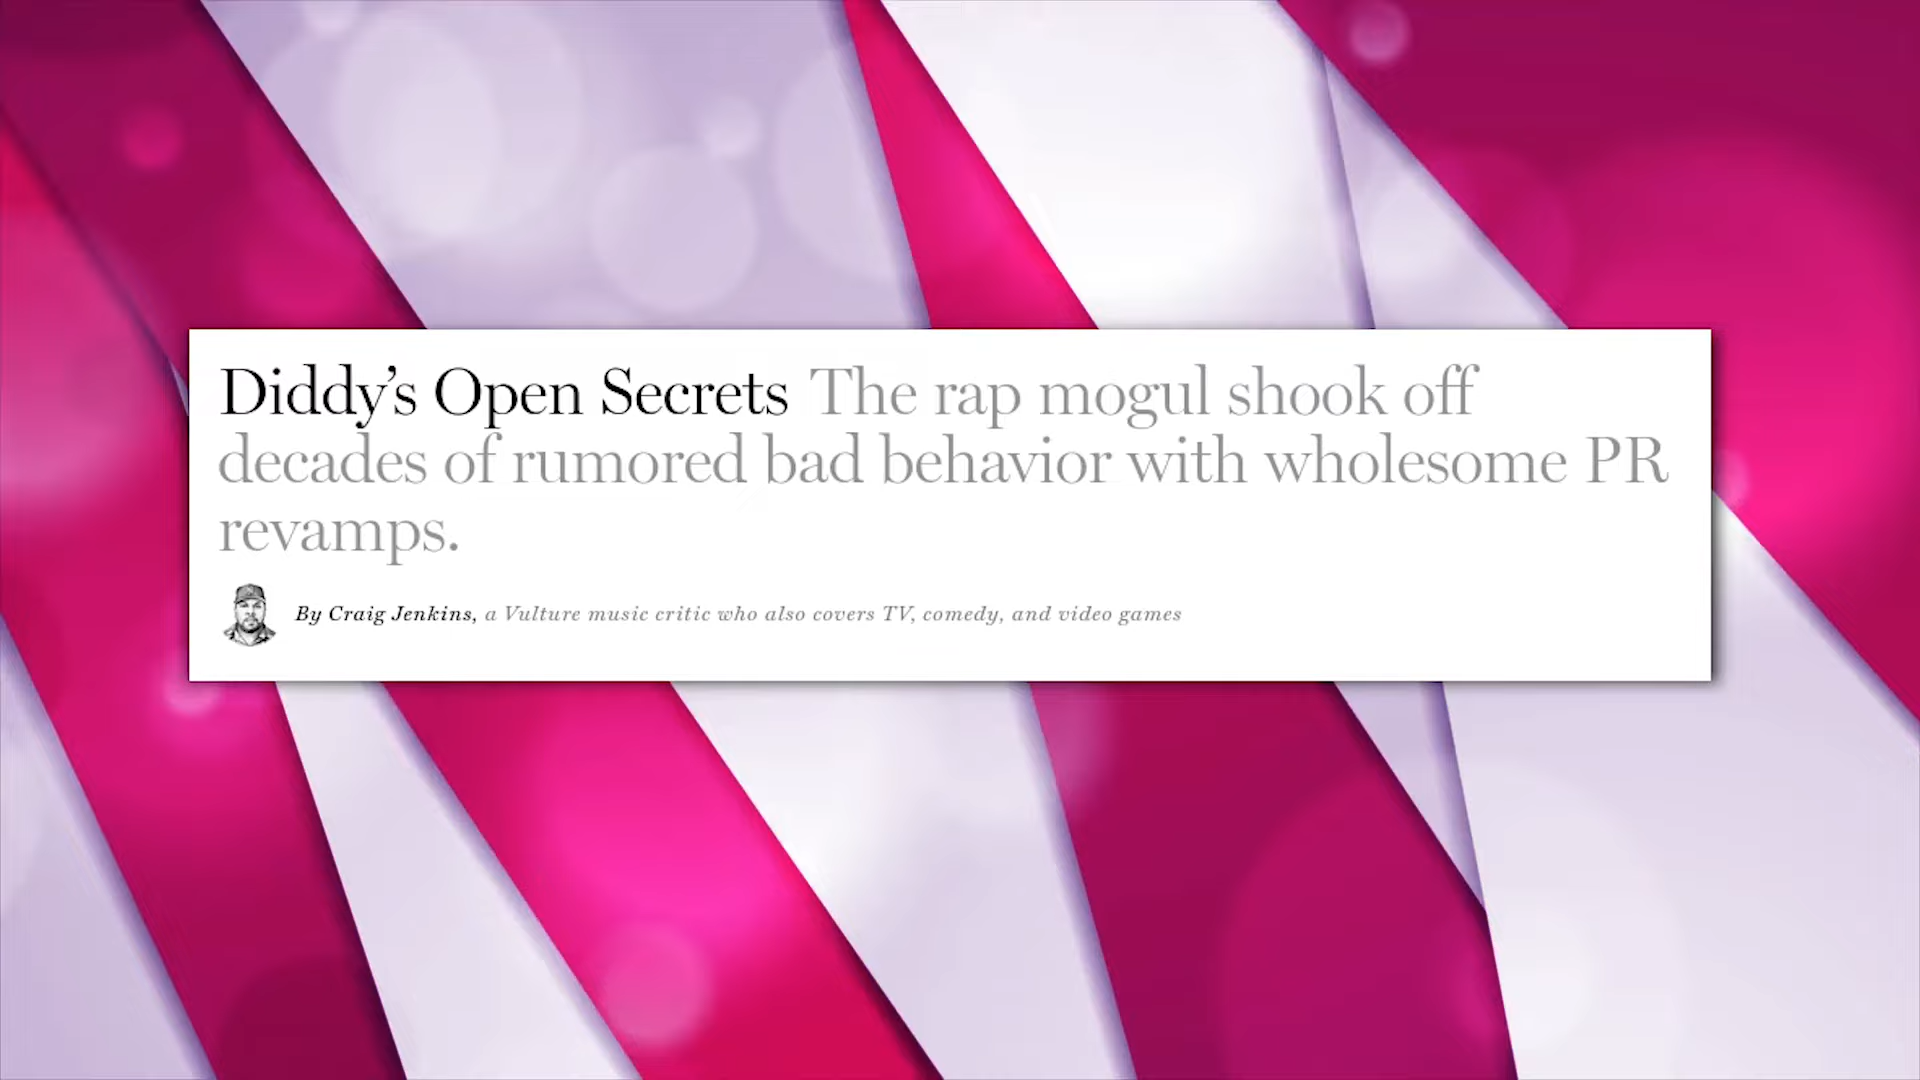 Diddy’s Open Secrets The rap mogul shook off
decades of rumored bad behavior with wholesome PR
revamps.
By Craig Jenkins, a Vulture music critic who also covers TV, comedy, and video games